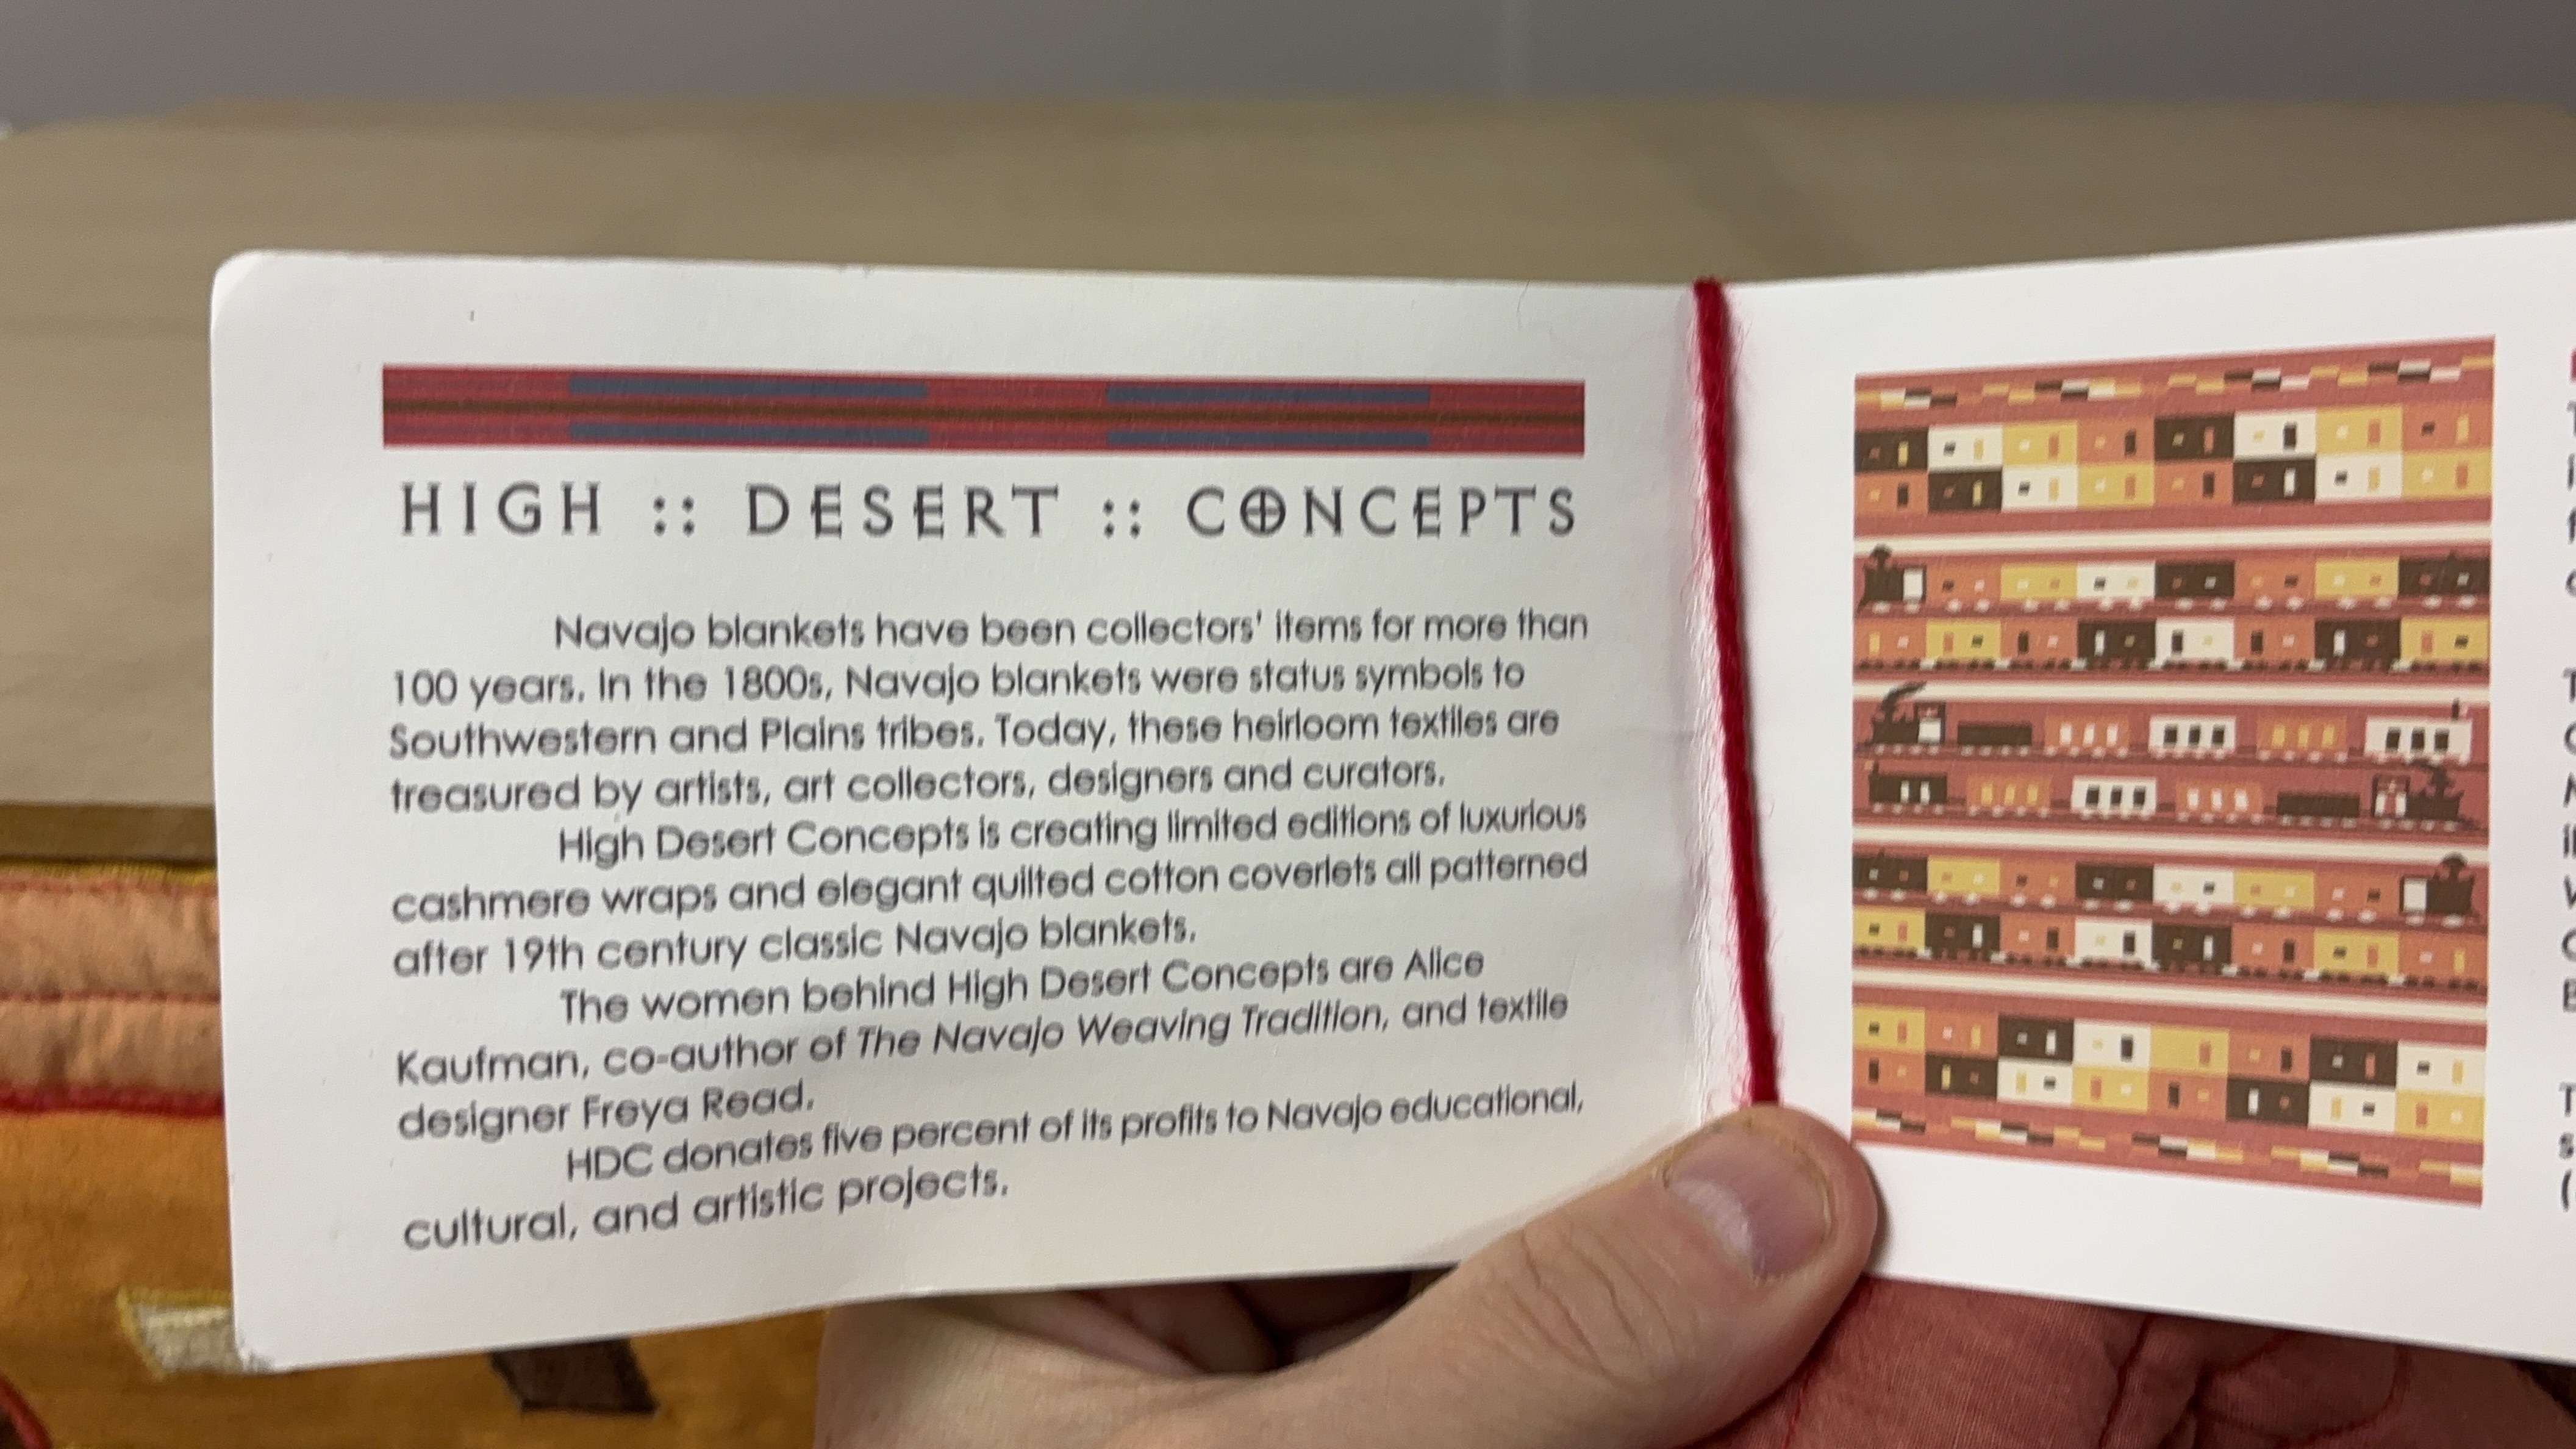 HIGH :: DESERT :: CONCEPTS
Navajo blankets have been collectors' items for more than
100 years. In the 1800s, Navajo blankets were status symbols to
Southwestern and Plains tribes. Today, these heirloom textiles are
treasured by artists, art collectors, designers and curators.
High Desert Concepts is creating limited editions of luxurious
cashmere wraps and elegant quilted cotton coverlets all patterned
after 19th century classic Navajo blankets.
The women behind High Desert Concepts are Alice
Kaufman, co-author of The Navajo Weaving Tradition, and textile
designer Freya Read.
HDC donates five percent of its profits to Navajo educational,
cultural, and artistic projects.